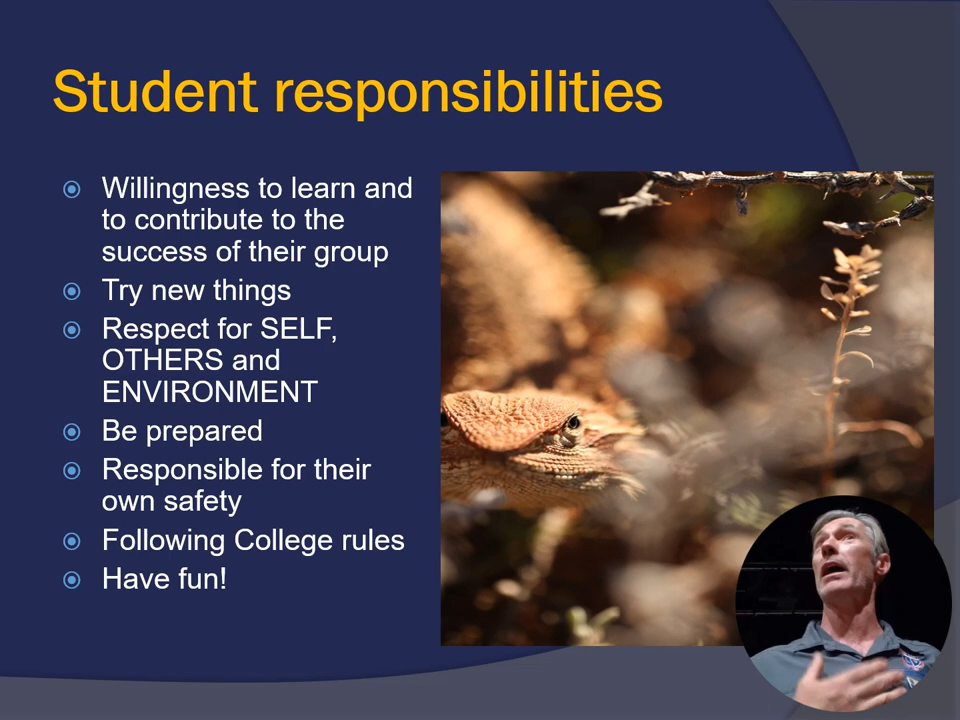 Student responsibilities
Willingness to learn and
to contribute to the
success of their group
Try new things
Respect for SELF,
OTHERS and
ENVIRONMENT
Be prepared
Responsible for their
own safety
Following College rules
Have fun!